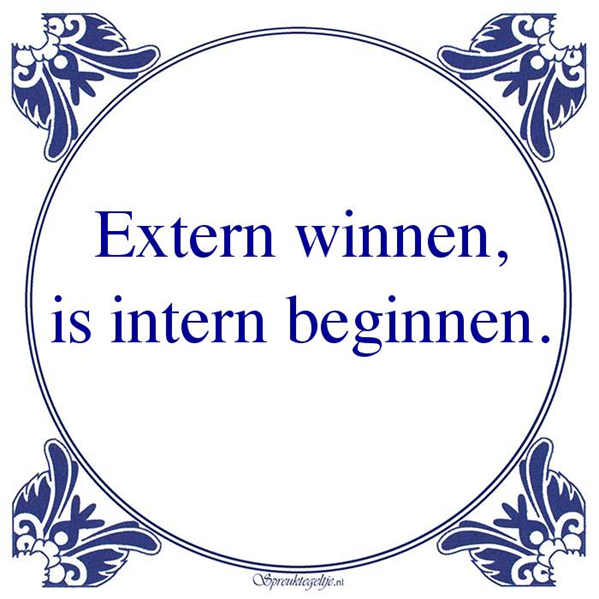 Extern winnen,
is intern beginnen.
Spreuktegeltje.nl